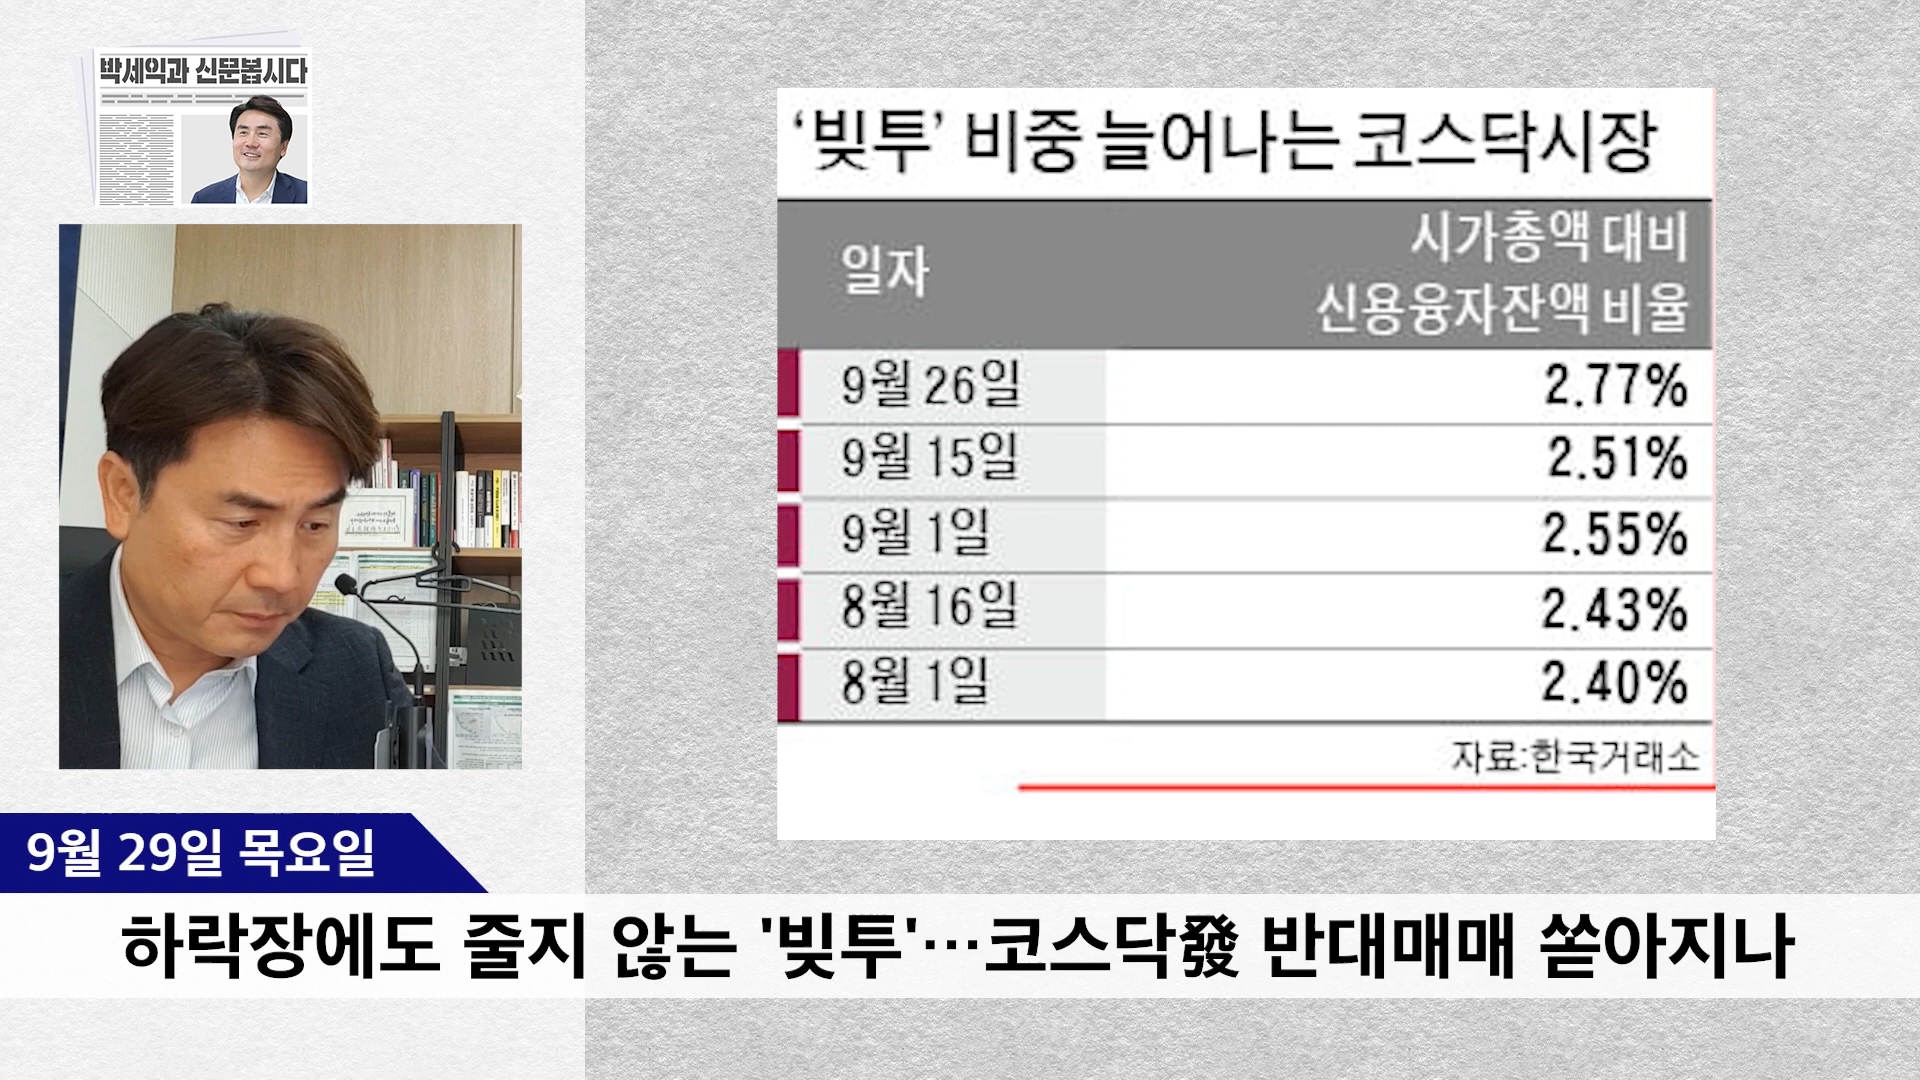 박세익과 신문봅시다
‘빚투’ 비중 늘어나는 코스닥시장
일자
시가총액 대비
신용융자잔액 비율
9월 26일 2.77%
9월 15일 2.51%
9월 1일 2.55%
8월 16일 2.43%
8월 1일 2.40%
자료:한국거래소
9월 29일 목요일
하락장에도 줄지 않는 '빚투'…코스닥發 반대매매 쏟아지나